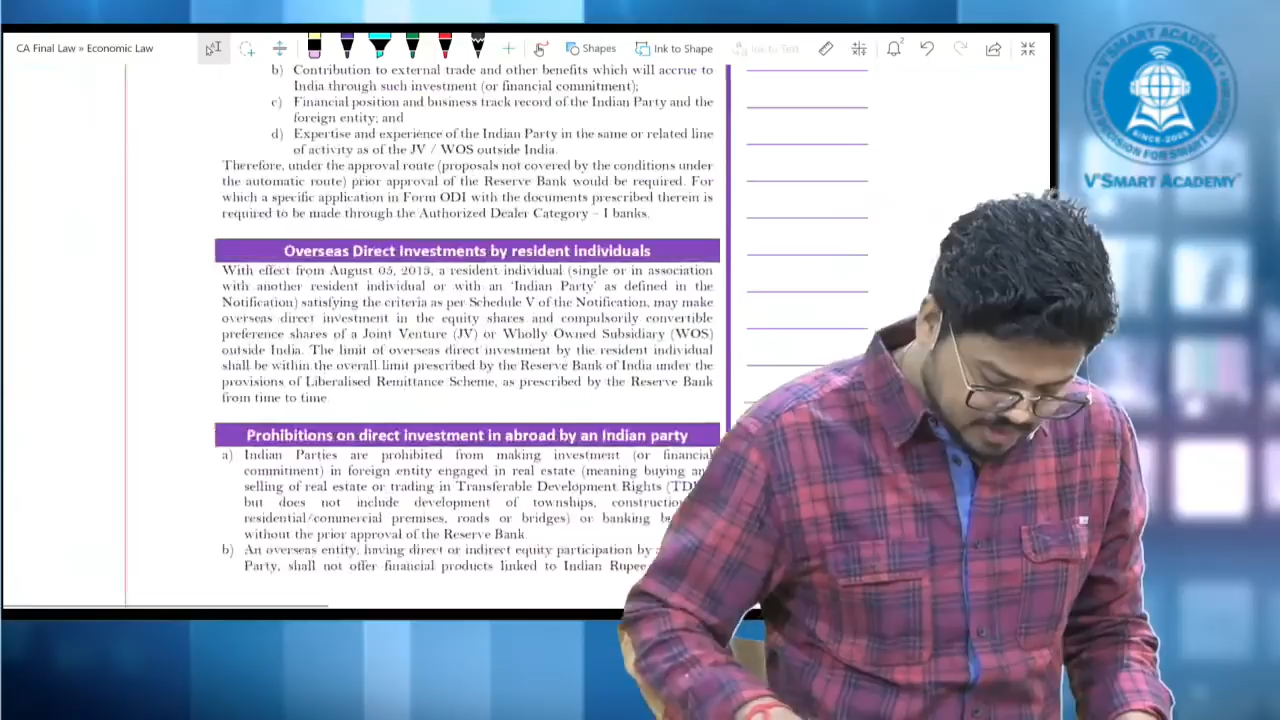 CA Final Law » Economic Law
Shapes
Ink to Shape
Ink to Text
2
b) Contribution to external trade and other benefits which will accrue to
India through such investment (or financial commitment);
c) Financial position and business track record of the Indian Party and the
foreign entity; and
d) Expertise and experience of the Indian Party in the same or related line
of activity as of the JV / WOS outside India.
Therefore, under the approval route (proposals not covered by the conditions under
the automatic route) prior approval of the Reserve Bank would be required. For
which a specific application in Form ODI with the documents prescribed therein is
required to be made through the Authorized Dealer Category – I banks.
Overseas Direct Investments by resident individuals
With effect from August 05, 2013, a resident individual (single or in association
with another resident individual or with an 'Indian Party' as defined in the
Notification) satisfying the criteria as per Schedule V of the Notification, may make
overseas direct investment in the equity shares and compulsorily convertible
preference shares of a Joint Venture (JV) or Wholly Owned Subsidiary (WOS)
outside India. The limit of overseas direct investment by the resident individual
shall be within the overall limit prescribed by the Reserve Bank of India under the
provisions of Liberalised Remittance Scheme, as prescribed by the Reserve Bank
from time to time
Prohibitions on direct investment in abroad by an Indian party
a) Indian Parties are prohibited from making investment (or financial
commitment) in foreign entity engaged in real estate (meaning buying
selling of real estate or trading in Transferable Development Rights
but does not include development of townships,
residential/commercial premises, roads or bridges) or banking
without the prior approval of the Reserve Bank.
b) An overseas entity, having direct or indirect equity participation by
Party, shall not offer financial products linked to Indian Rupee
V'SMART ACADEMY
SINCE-2025
V'SMART ACADEMY